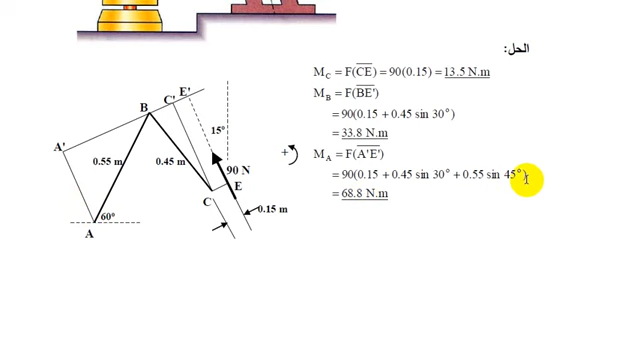 الحل:
M_C = F(C̅E̅) = 90(0.15) = 13.5 N.m
M_B = F(B̅E̅')
= 90(0.15 + 0.45 sin 30°)
= 33.8 N.m
M_A = F(A̅'E̅')
= 90(0.15 + 0.45 sin 30° + 0.55 sin 45°)
= 68.8 N.m
E'
C'
B
15°
A'
0.55 m
0.45 m
90 N
+
E
C
0.15 m
60°
A